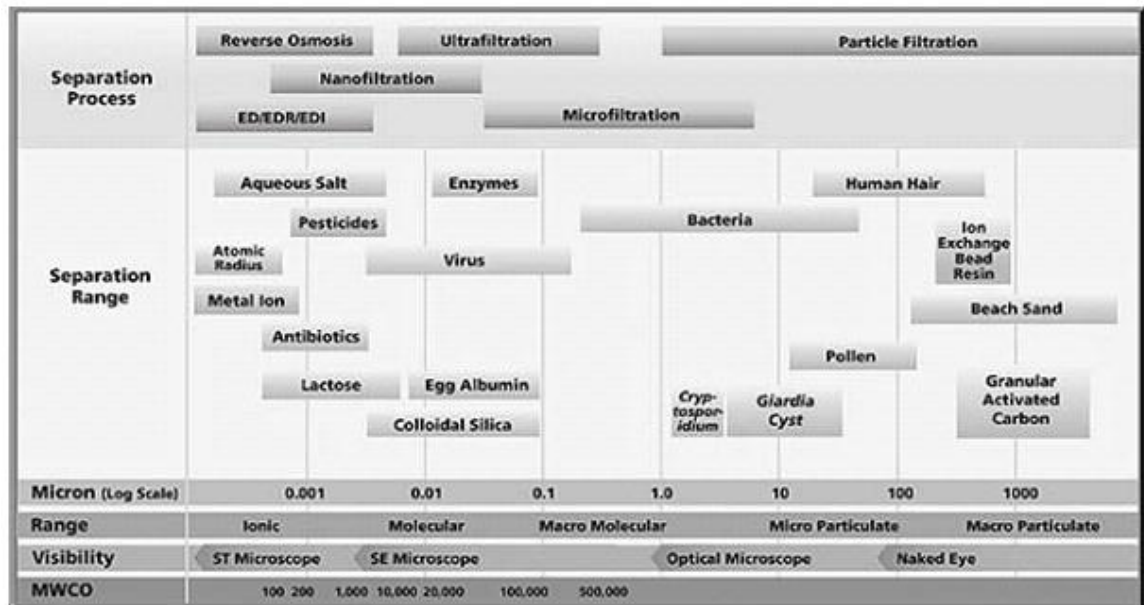 Reverse Osmosis Ultrafiltration Particle Filtration
Separation
Process
Nanofiltration
ED/EDR/EDI Microfiltration
Separation
Range
Aqueous Salt Enzymes Human Hair
Pesticides Bacteria
Atomic
Radius
Virus
Ion
Exchange
Bead
Resin
Metal Ion Beach Sand
Antibiotics Pollen
Lactose Egg Albumin
Cryp-
tospor-
idium
Giardia
Cyst
Granular
Activated
Carbon
Colloidal Silica
Micron (Log Scale) 0.001 0.01 0.1 1.0 10 100 1000
Range Ionic Molecular Macro Molecular Micro Particulate Macro Particulate
Visibility ST Microscope SE Microscope Optical Microscope Naked Eye
MWCO 100 200 1,000 10,000 20,000 100,000 500,000